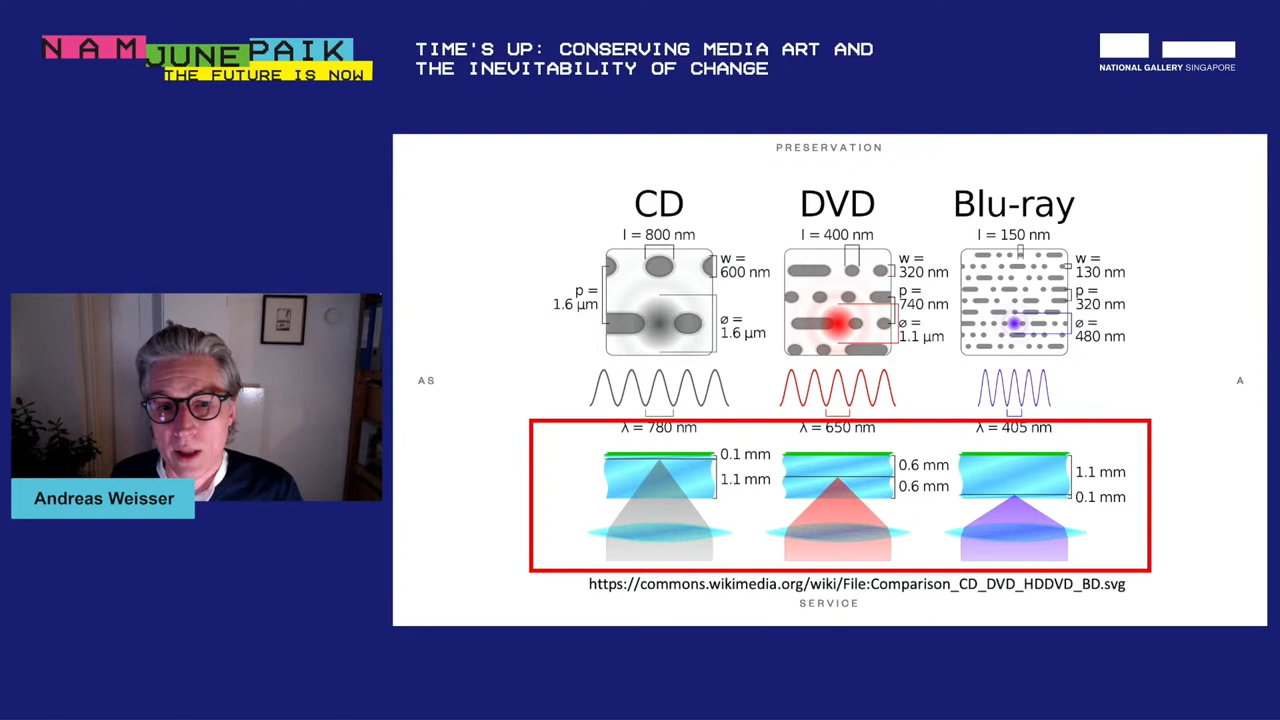 NAM
JUNE
PAIK
THE FUTURE IS NOW
TIME'S UP: CONSERVING MEDIA ART AND
THE INEVITABILITY OF CHANGE
NATIONAL GALLERY SINGAPORE
PRESERVATION
CD
DVD
Blu-ray
l = 800 nm
l = 400 nm
l = 150 nm
w =
600 nm
p =
1.6 µm
⌀ =
1.6 µm
w =
320 nm
p =
740 nm
⌀ =
1.1 µm
w =
130 nm
p =
320 nm
⌀ =
480 nm
AS
A
λ = 780 nm
λ = 650 nm
λ = 405 nm
0.1 mm
1.1 mm
0.6 mm
0.6 mm
1.1 mm
0.1 mm
Andreas Weisser
https://commons.wikimedia.org/wiki/File:Comparison_CD_DVD_HDDVD_BD.svg
SERVICE